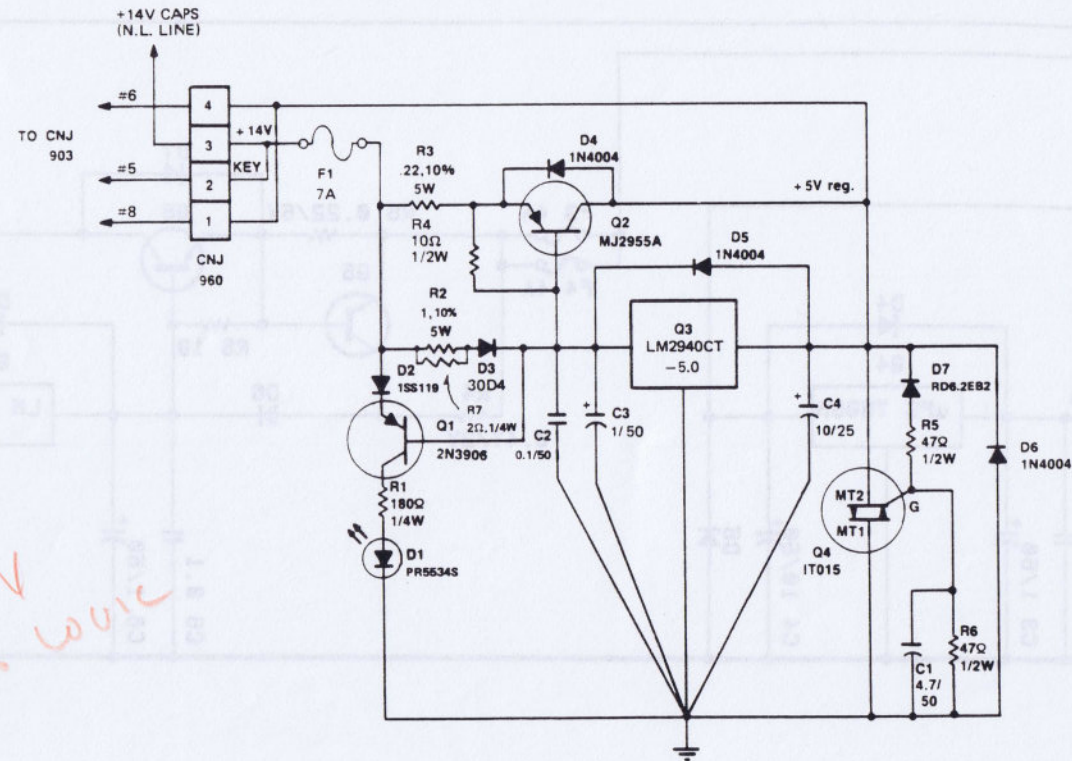 +14V CAPS
(N.L. LINE)
#6
4
TO CNJ
903
3
+ 14V
#5
2
KEY
#8
1
CNJ
960
F1
7A
R3
.22,10%
5W
R4
10Ω
1/2W
D4
1N4004
Q2
MJ2955A
+ 5V reg.
D5
1N4004
R2
1,10%
5W
D3
30D4
D2
1SS119
R7
2Ω,1/4W
Q3
LM2940CT
−5.0
Q1
2N3906
C2
0.1/50
+
C3
1/50
+
C4
10/25
D7
RD6.2EB2
R5
47Ω
1/2W
D6
1N4004
R1
180Ω
1/4W
MT2
MT1
G
Q4
IT015
D1
PR5534S
C1
4.7/
50
R6
47Ω
1/2W
V
LOGIC